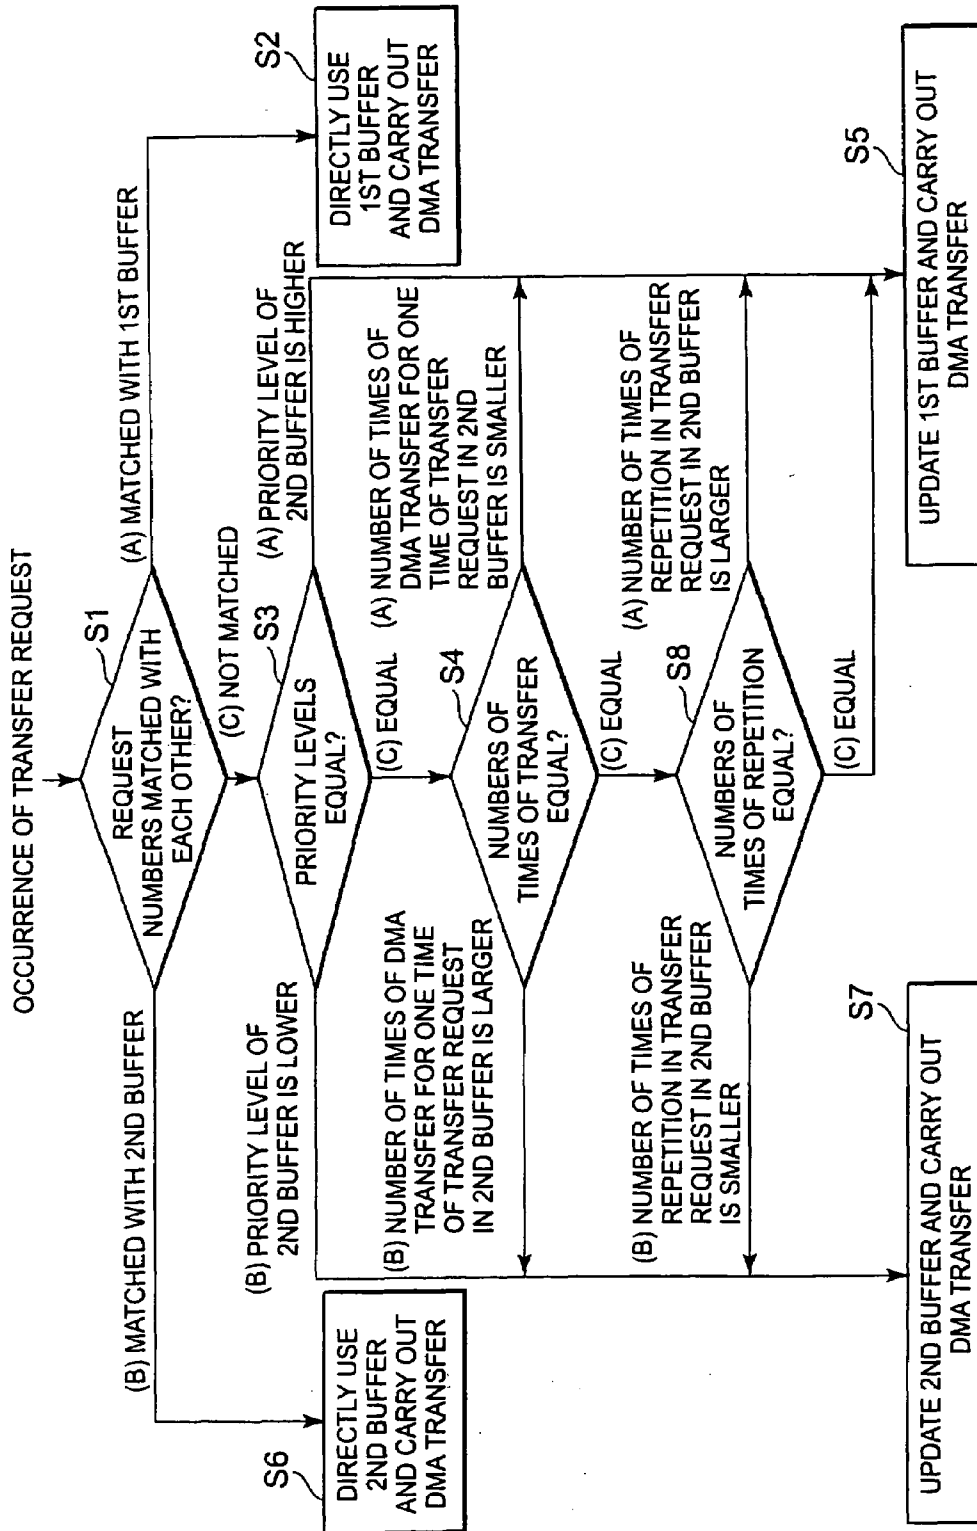 OCCURRENCE OF TRANSFER REQUEST
S1
REQUEST
NUMBERS MATCHED WITH
EACH OTHER?
(A) MATCHED WITH 1ST BUFFER
(B) MATCHED WITH 2ND BUFFER
(C) NOT MATCHED
S2
DIRECTLY USE
1ST BUFFER
AND CARRY OUT
DMA TRANSFER
S6
DIRECTLY USE
2ND BUFFER
AND CARRY OUT
DMA TRANSFER
S3
PRIORITY LEVELS
EQUAL?
(A) PRIORITY LEVEL OF
2ND BUFFER IS HIGHER
(B) PRIORITY LEVEL OF
2ND BUFFER IS LOWER
(C) EQUAL
S4
NUMBERS OF
TIMES OF TRANSFER
EQUAL?
(A) NUMBER OF TIMES OF
DMA TRANSFER FOR ONE
TIME OF TRANSFER
REQUEST IN 2ND
BUFFER IS SMALLER
(B) NUMBER OF TIMES OF DMA
TRANSFER FOR ONE TIME
OF TRANSFER REQUEST
IN 2ND BUFFER IS LARGER
(C) EQUAL
S8
NUMBERS OF
TIMES OF REPETITION
EQUAL?
(A) NUMBER OF TIMES OF
REPETITION IN TRANSFER
REQUEST IN 2ND BUFFER
IS LARGER
(B) NUMBER OF TIMES OF
REPETITION IN TRANSFER
REQUEST IN 2ND BUFFER
IS SMALLER
(C) EQUAL
S5
UPDATE 1ST BUFFER AND CARRY OUT
DMA TRANSFER
S7
UPDATE 2ND BUFFER AND CARRY OUT
DMA TRANSFER